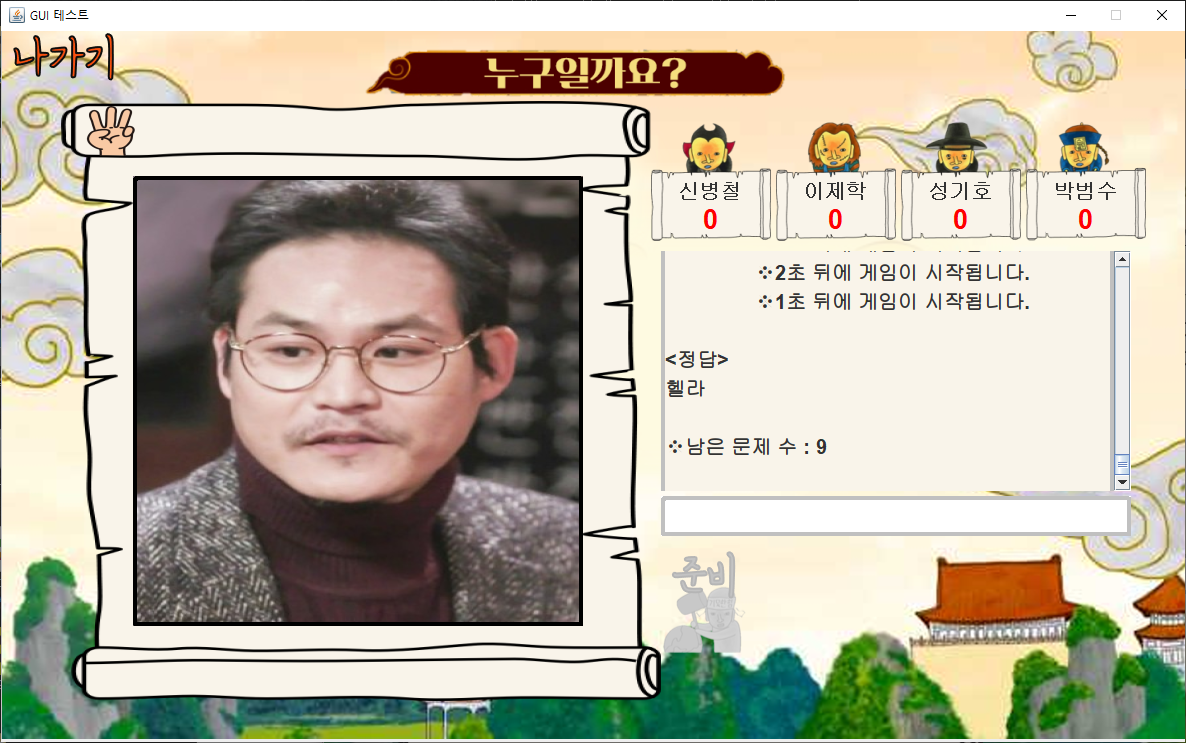 GUI 테스트
나가기
누구일까요?
신병철
0
이제학
0
성기호
0
박범수
0
❖2초 뒤에 게임이 시작됩니다.
❖1초 뒤에 게임이 시작됩니다.
<정답>
헬라
❖남은 문제 수 : 9
준비